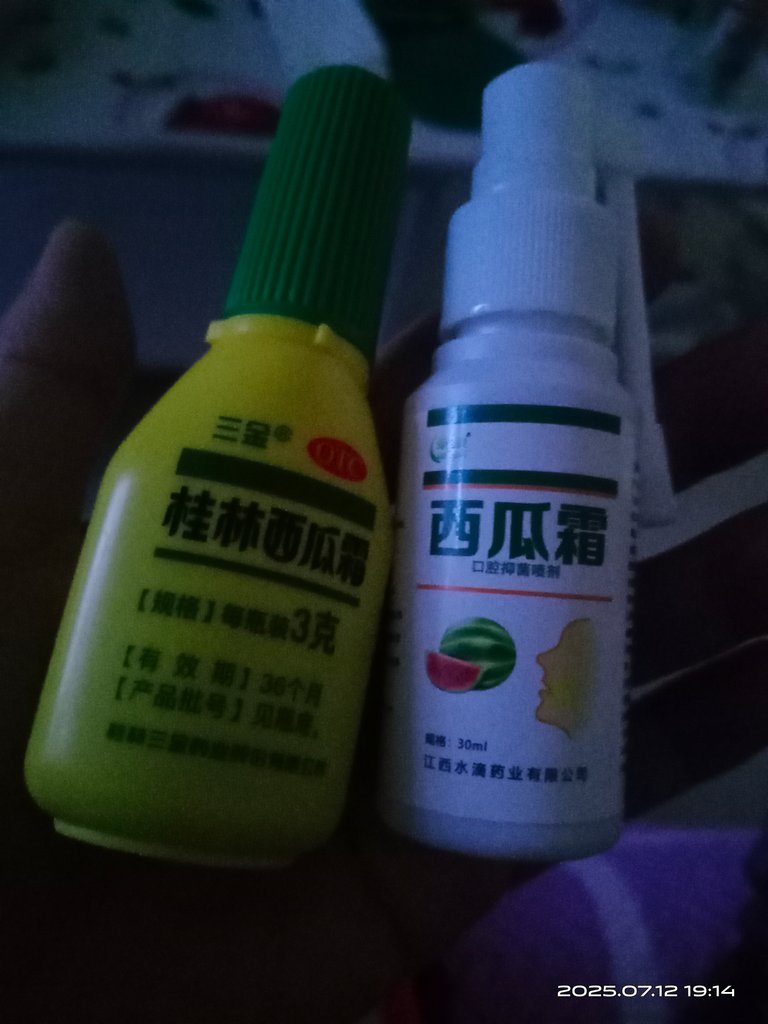 三金®
OTC
桂林西瓜霜
【规格】每瓶装3克
【有效期】36个月
【产品批号】见瓶底。
西瓜霜
口腔抑菌喷剂
规格：30ml
江西水滴药业有限公司
2025.07.12 19:14